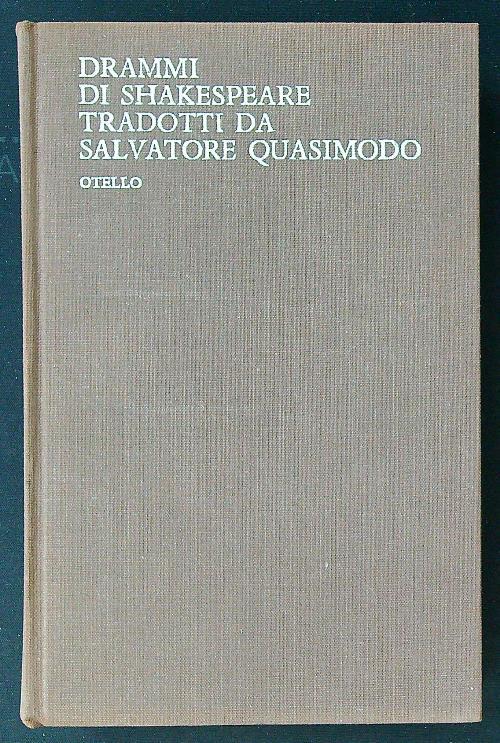 DRAMMI
DI SHAKESPEARE
TRADOTTI DA
SALVATORE QUASIMODO
OTELLO